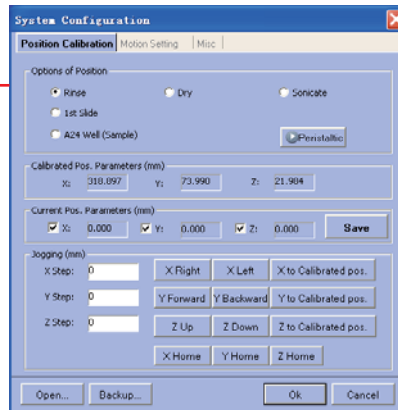 System Configuration
Position Calibration Motion Setting Misc
Options of Position
Rinse Dry Sonicate
1st Slide
A24 Well (Sample) Peristaltic
Calibrated Pos. Parameters (mm)
X: 318.897 Y: 73.990 Z: 21.984
Current Pos. Parameters (mm)
X: 0.000 Y: 0.000 Z: 0.000 Save
Jogging (mm)
X Step: 0 X Right X Left X to Calibrated pos.
Y Step: 0 Y Forward Y Backward Y to Calibrated pos.
Z Step: 0 Z Up Z Down Z to Calibrated pos.
X Home Y Home Z Home
Open... Backup... Ok Cancel